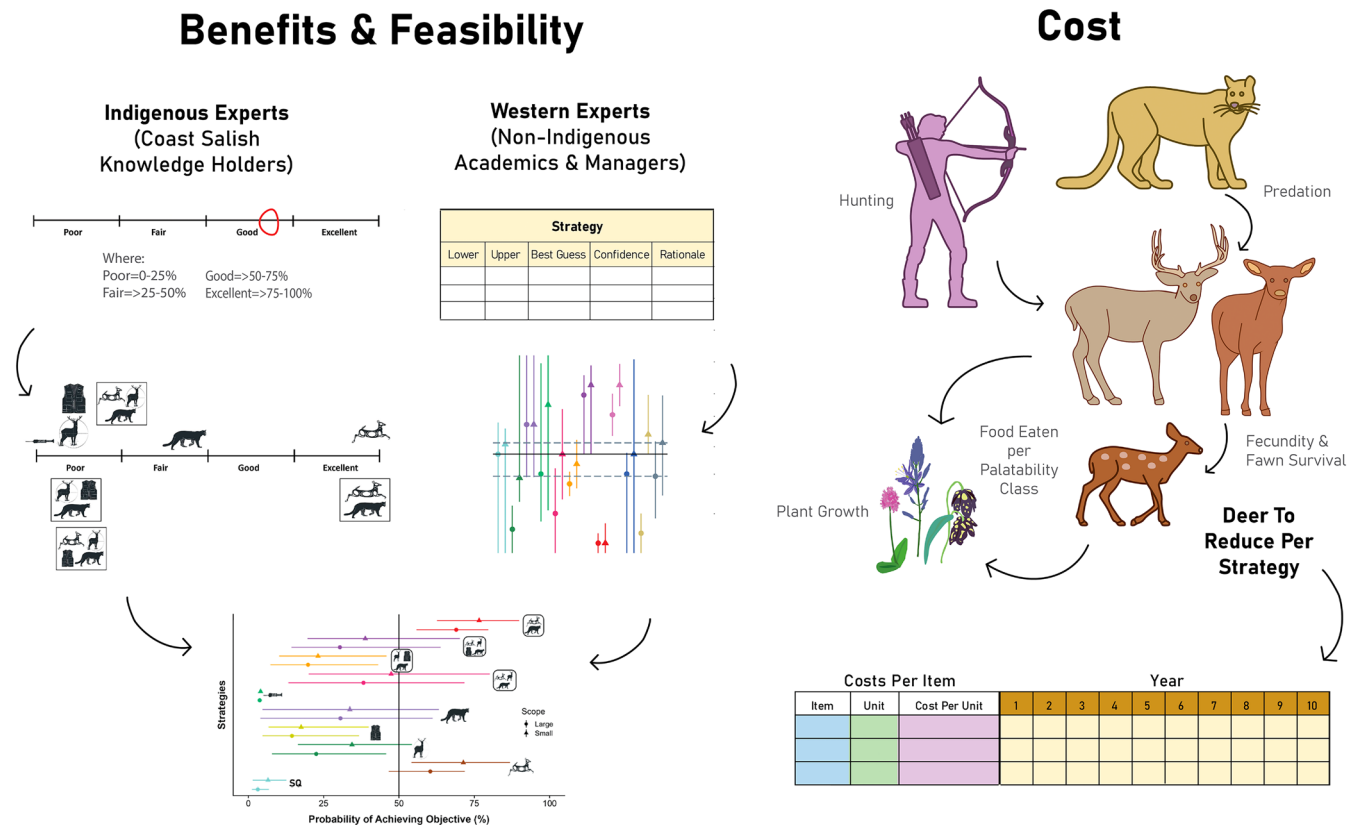 Benefits & Feasibility
Cost
Indigenous Experts
(Coast Salish
Knowledge Holders)
Western Experts
(Non-Indigenous
Academics & Managers)
Poor
Fair
Good
Excellent
Where:
Poor=0-25%
Good=>50-75%
Fair=>25-50%
Excellent=>75-100%
Strategy
Lower
Upper
Best Guess
Confidence
Rationale
Poor
Fair
Good
Excellent
Strategies
Scope
Large
Small
SQ
0
25
50
75
100
Probability of Achieving Objective (%)
Hunting
Predation
Food Eaten
per
Palatability
Class
Fecundity &
Fawn Survival
Plant Growth
Deer To
Reduce Per
Strategy
Costs Per Item
Year
Item
Unit
Cost Per Unit
1
2
3
4
5
6
7
8
9
10